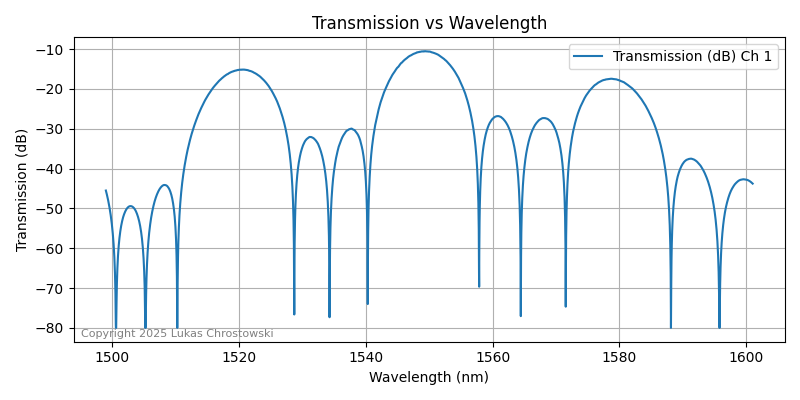 Transmission vs Wavelength
Transmission (dB) Ch 1
Transmission (dB)
−10
−20
−30
−40
−50
−60
−70
−80
Copyright 2025 Lukas Chrostowski
1500 1520 1540 1560 1580 1600
Wavelength (nm)